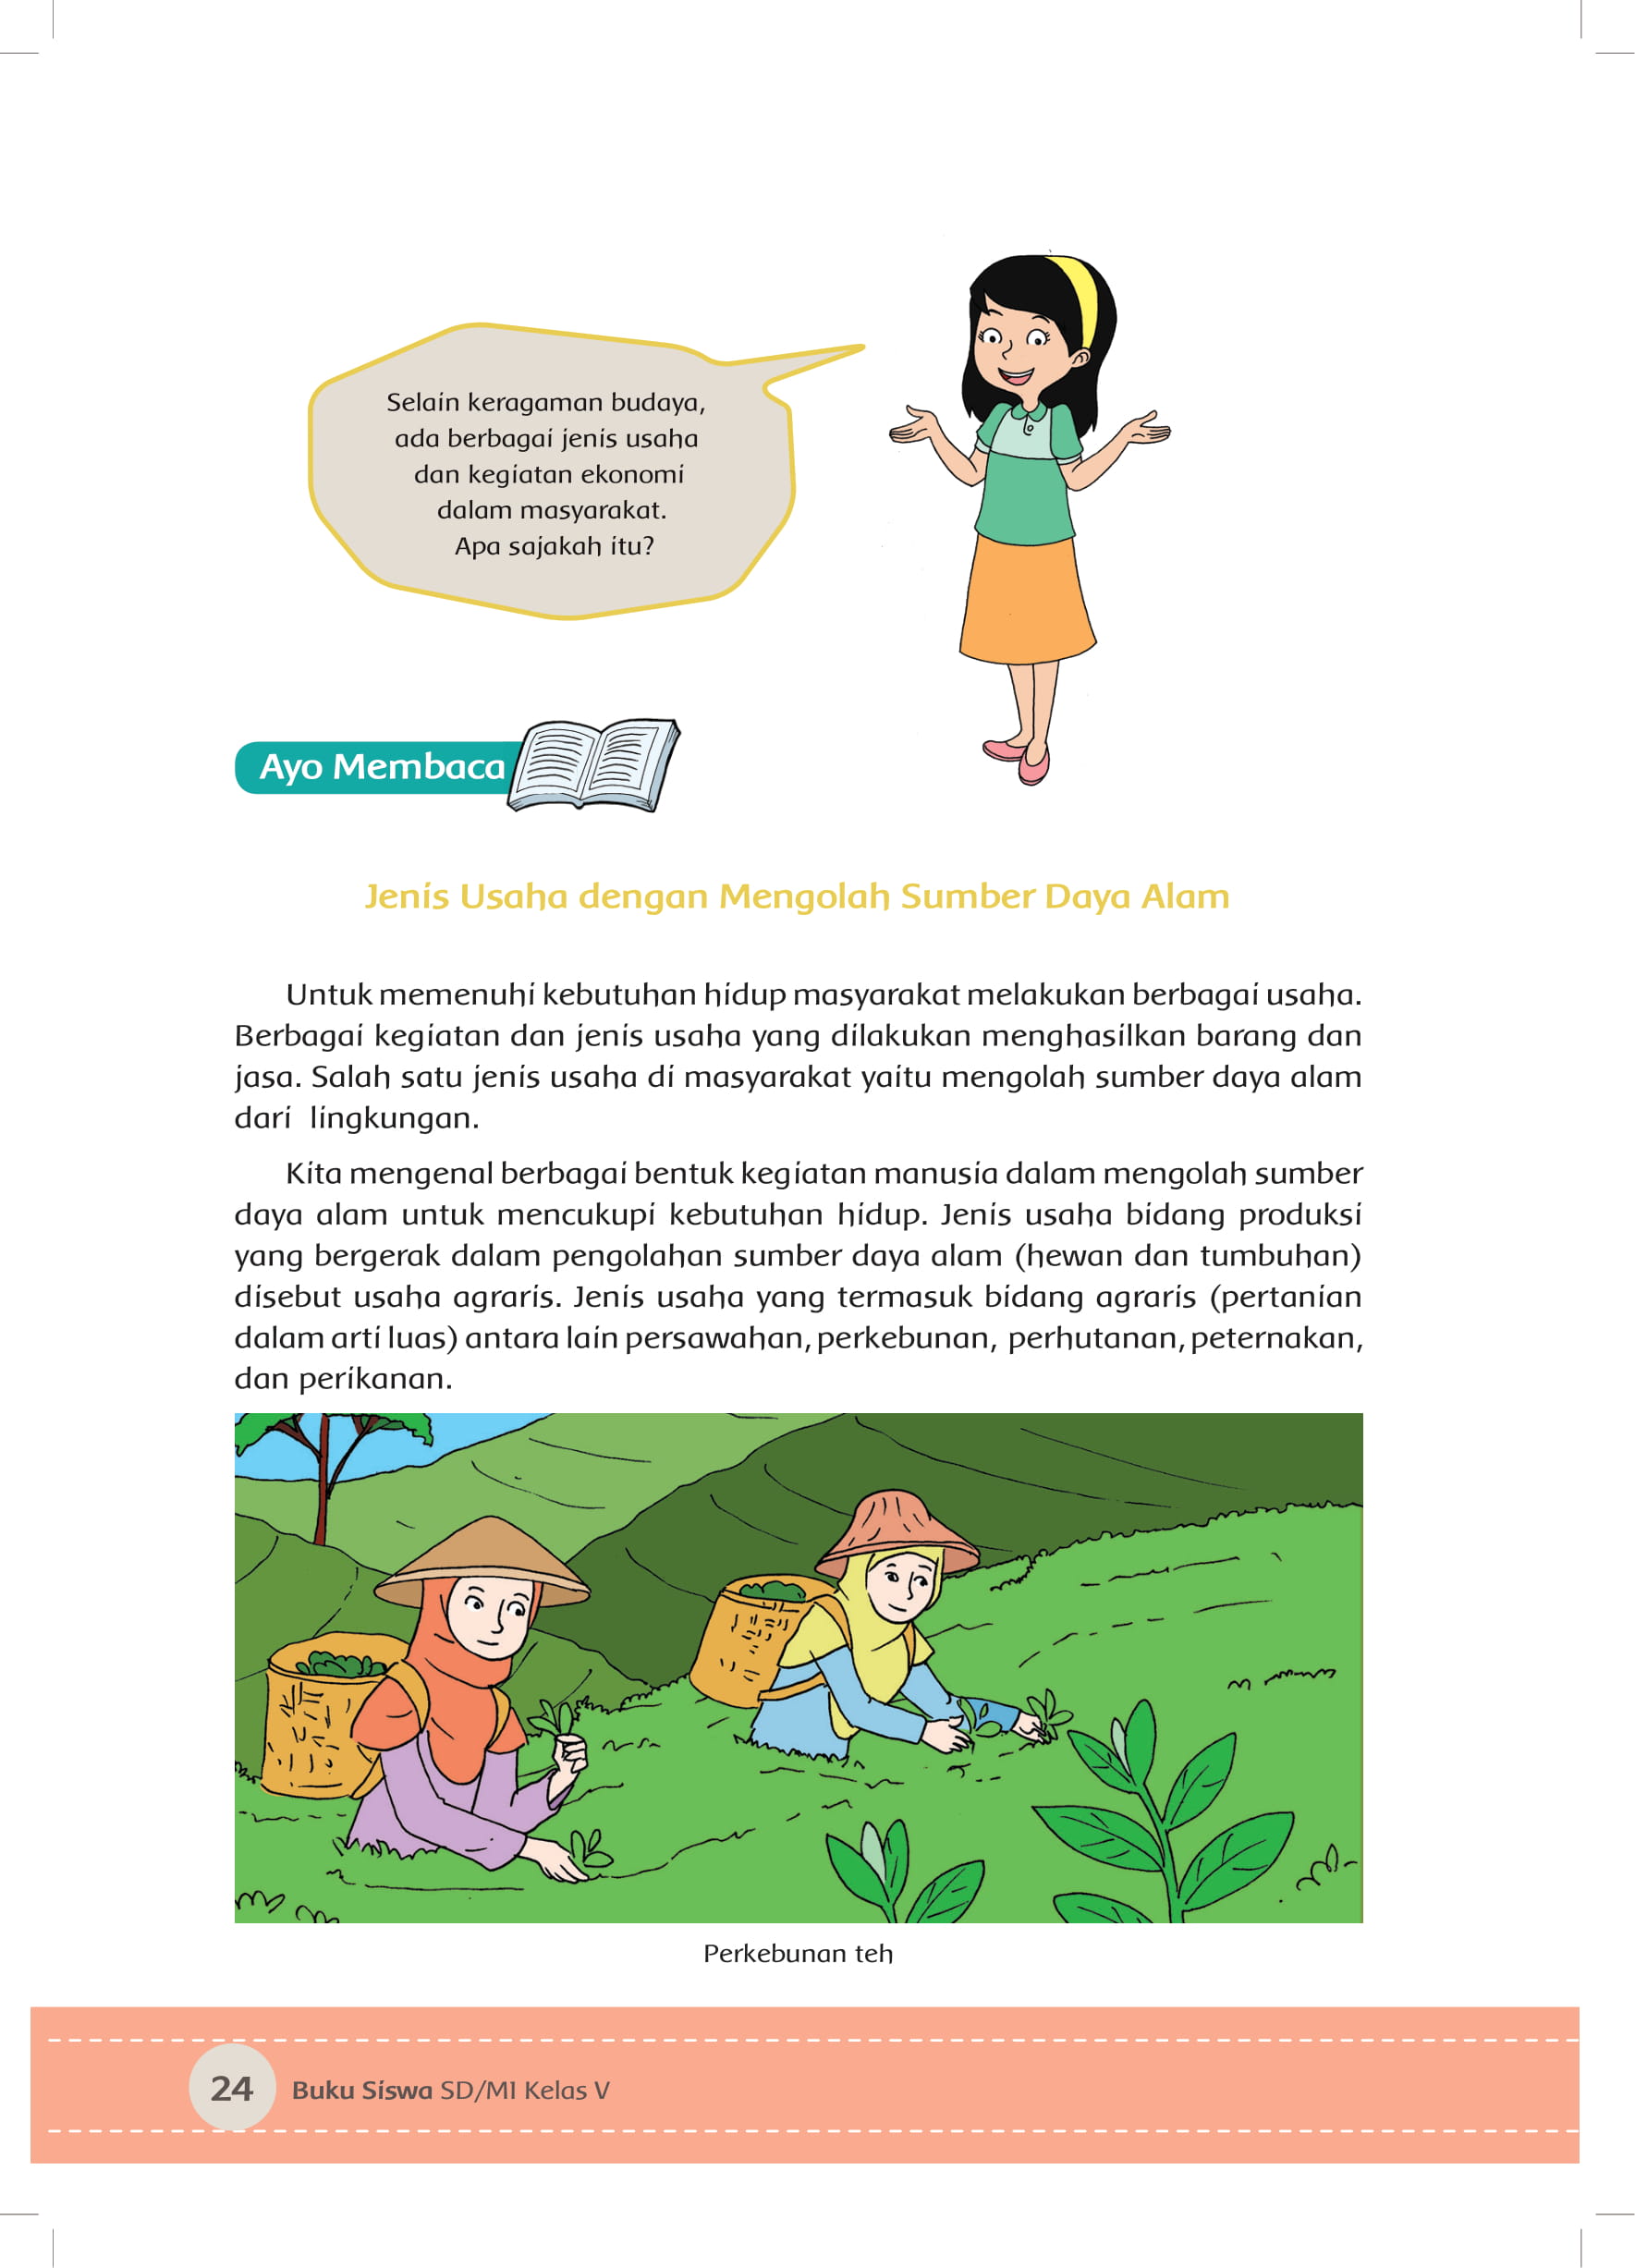 Selain keragaman budaya,
ada berbagai jenis usaha
dan kegiatan ekonomi
dalam masyarakat.
Apa sajakah itu?
Ayo Membaca
Jenis Usaha dengan Mengolah Sumber Daya Alam
Untuk memenuhi kebutuhan hidup masyarakat melakukan berbagai usaha.
Berbagai kegiatan dan jenis usaha yang dilakukan menghasilkan barang dan
jasa. Salah satu jenis usaha di masyarakat yaitu mengolah sumber daya alam
dari lingkungan.
Kita mengenal berbagai bentuk kegiatan manusia dalam mengolah sumber
daya alam untuk mencukupi kebutuhan hidup. Jenis usaha bidang produksi
yang bergerak dalam pengolahan sumber daya alam (hewan dan tumbuhan)
disebut usaha agraris. Jenis usaha yang termasuk bidang agraris (pertanian
dalam arti luas) antara lain persawahan, perkebunan, perhutanan, peternakan,
dan perikanan.
Perkebunan teh
24 Buku Siswa SD/MI Kelas V